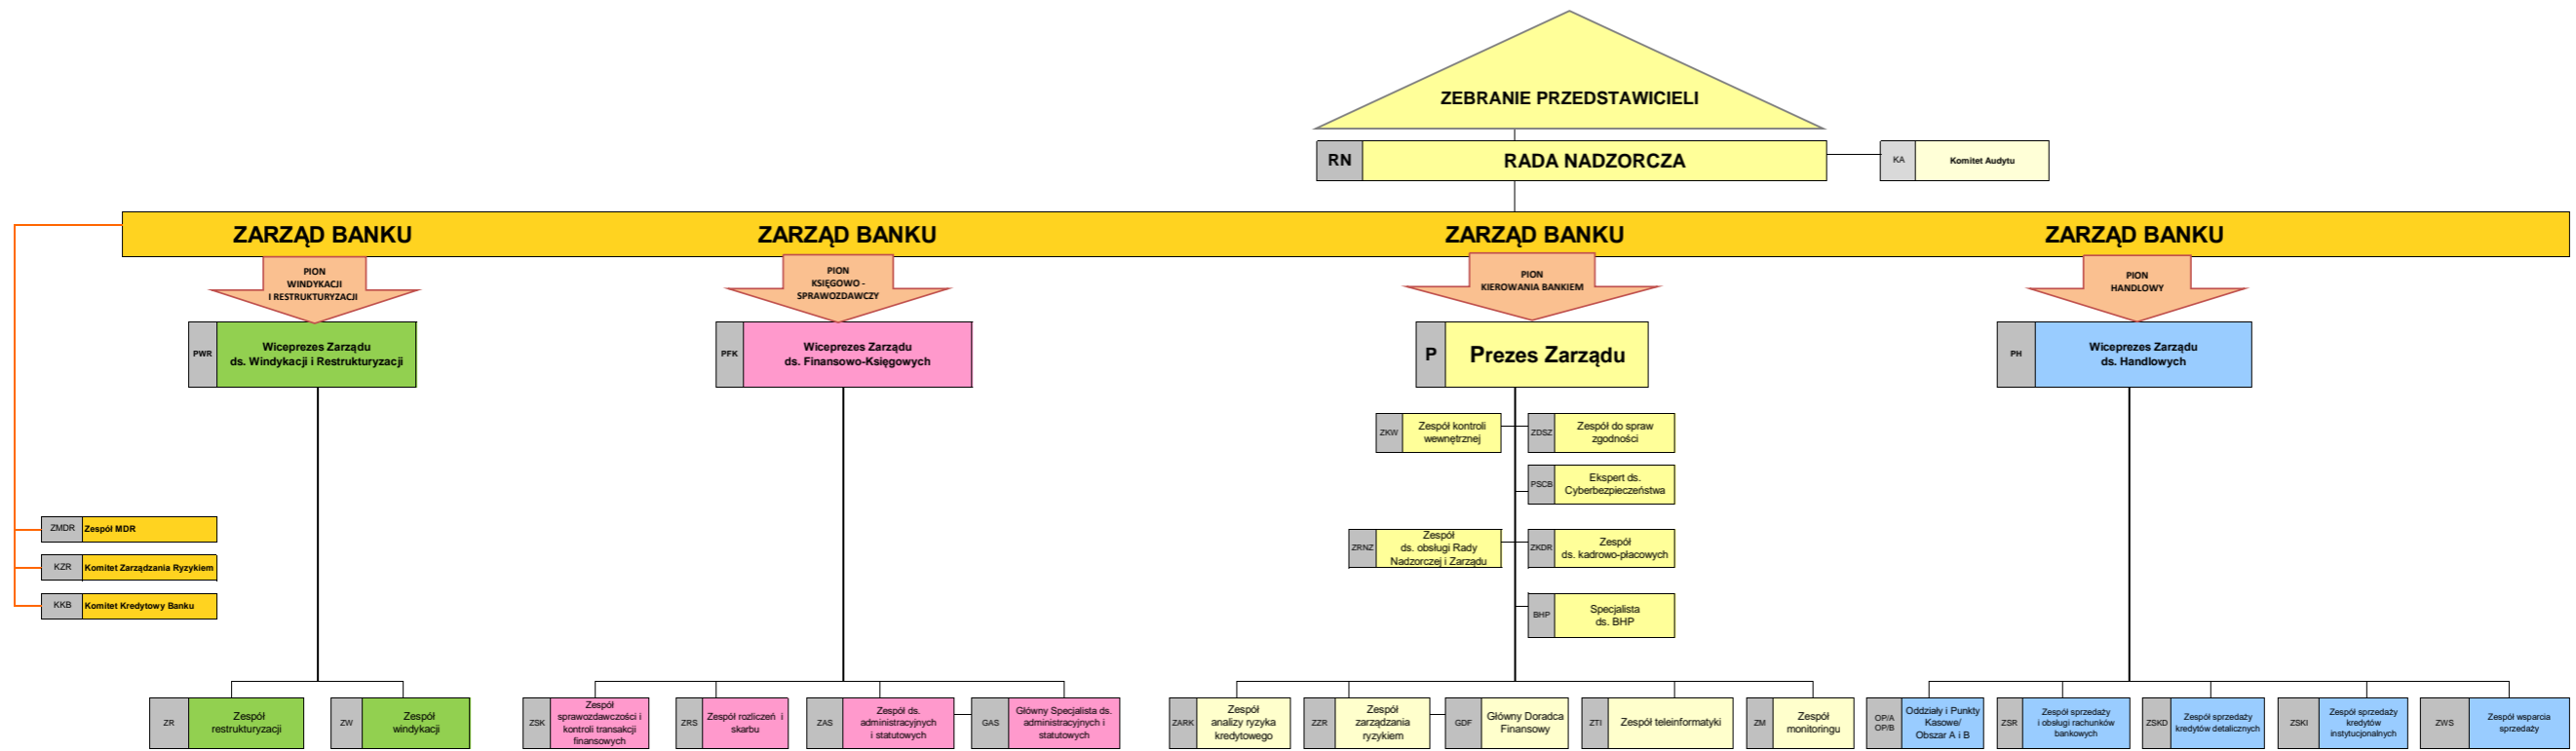 ZEBRANIE PRZEDSTAWICIELI
RN
RADA NADZORCZA
KA
Komitet Audytu
ZARZĄD BANKU
ZARZĄD BANKU
ZARZĄD BANKU
ZARZĄD BANKU
PION
WINDYKACJI
I RESTRUKTURYZACJI
PION
KSIĘGOWO -
SPRAWOZDAWCZY
PION
KIEROWANIA BANKIEM
PION
HANDLOWY
PWR
Wiceprezes Zarządu
ds. Windykacji i Restrukturyzacji
PFK
Wiceprezes Zarządu
ds. Finansowo-Księgowych
P
Prezes Zarządu
PH
Wiceprezes Zarządu
ds. Handlowych
ZKW
Zespół kontroli
wewnętrznej
ZDSZ
Zespół do spraw
zgodności
PSCB
Ekspert ds.
Cyberbezpieczeństwa
ZMDR
Zespół MDR
KZR
Komitet Zarządzania Ryzykiem
KKB
Komitet Kredytowy Banku
ZRNZ
Zespół
ds. obsługi Rady
Nadzorczej i Zarządu
ZKDR
Zespół
ds. kadrowo-płacowych
BHP
Specjalista
ds. BHP
ZR
Zespół
restrukturyzacji
ZW
Zespół
windykacji
ZSK
Zespół
sprawozdawczości i
kontroli transakcji
finansowych
ZRS
Zespół rozliczeń i
skarbu
ZAS
Zespół ds.
administracyjnych
i statutowych
GAS
Główny Specjalista ds.
administracyjnych i
statutowych
ZARK
Zespół
analizy ryzyka
kredytowego
ZZR
Zespół
zarządzania
ryzykiem
GDF
Główny Doradca
Finansowy
ZTI
Zespół teleinformatyki
ZM
Zespół
monitoringu
OP/A
OP/B
Oddziały i Punkty
Kasowe/
Obszar A i B
ZSR
Zespół sprzedaży
i obsługi rachunków
bankowych
ZSKD
Zespół sprzedaży
kredytów detalicznych
ZSKI
Zespół sprzedaży
kredytów
instytucjonalnych
ZWS
Zespół wsparcia
sprzedaży